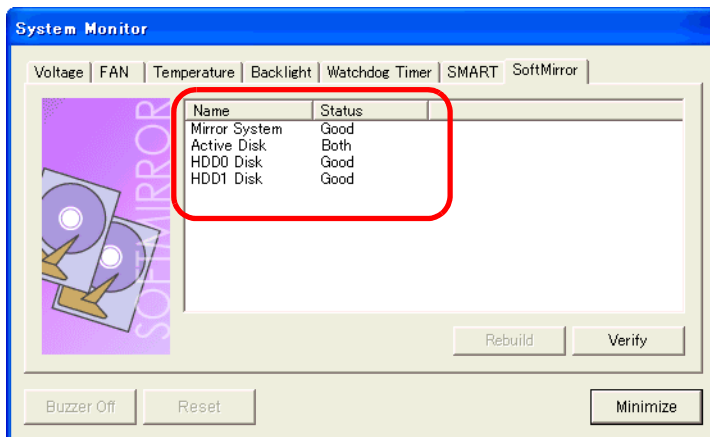 System Monitor
Voltage FAN Temperature Backlight Watchdog Timer SMART SoftMirror
SOFTMIRROR
Name Status
Mirror System Good
Active Disk Both
HDD0 Disk Good
HDD1 Disk Good
Rebuild Verify
Buzzer Off Reset Minimize